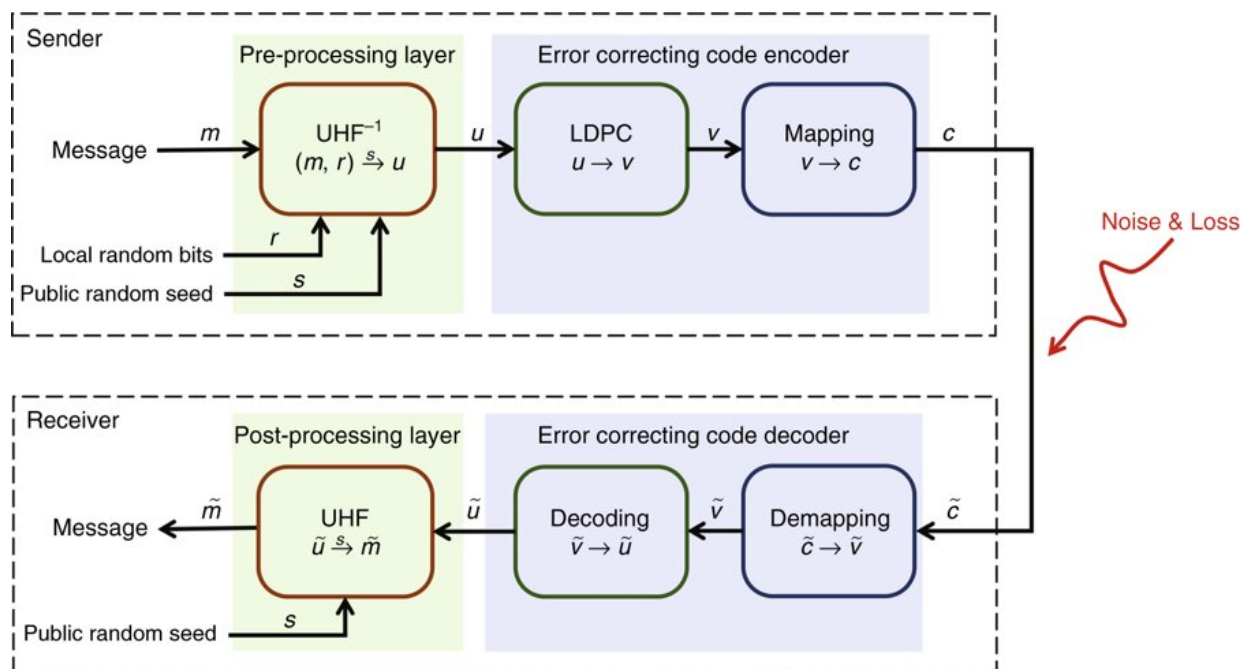 Sender
Pre-processing layer
Error correcting code encoder
Message
m
UHF⁻¹
(m, r) →ˢ u
u
LDPC
u → v
v
Mapping
v → c
c
Local random bits
r
Public random seed
s
Noise & Loss
Receiver
Post-processing layer
Error correcting code decoder
Message
m̃
UHF
ũ →ˢ m̃
ũ
Decoding
ṽ → ũ
ṽ
Demapping
c̃ → ṽ
c̃
Public random seed
s